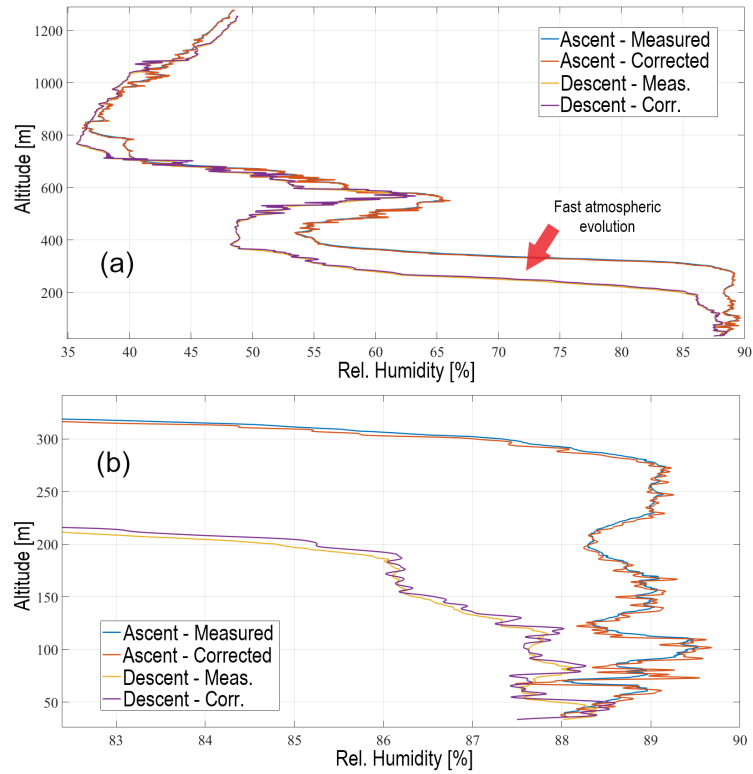 Ascent - Measured
Ascent - Corrected
Descent - Meas.
Descent - Corr.
1200
1000
800
600
400
200
Altitude [m]
Fast atmospheric
evolution
(a)
35 40 45 50 55 60 65 70 75 80 85 90
Rel. Humidity [%]
(b)
300
250
200
150
100
50
Altitude [m]
Ascent - Measured
Ascent - Corrected
Descent - Meas.
Descent - Corr.
83 84 85 86 87 88 89 90
Rel. Humidity [%]